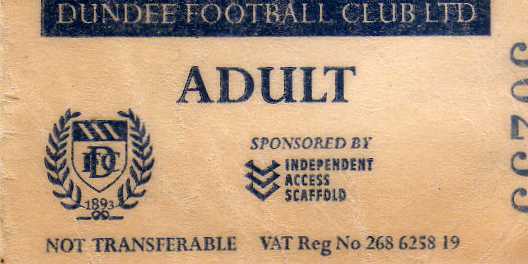 DUNDEE FOOTBALL CLUB LTD
ADULT
SPONSORED BY
INDEPENDENT
ACCESS
SCAFFOLD
DFC
1893
NOT TRANSFERABLE VAT Reg No 268 6258 19